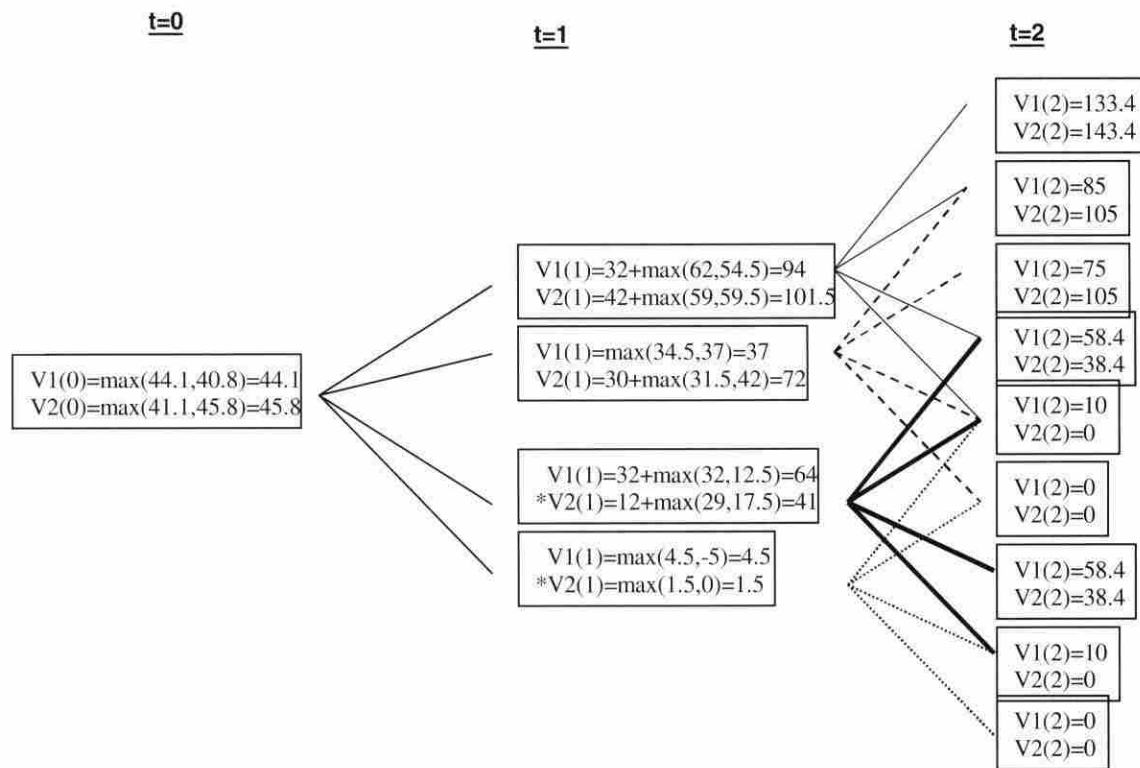 t=0
t=1
t=2
V1(2)=133.4
V2(2)=143.4
V1(2)=85
V2(2)=105
V1(1)=32+max(62,54.5)=94
V2(1)=42+max(59,59.5)=101.5
V1(2)=75
V2(2)=105
V1(1)=max(34.5,37)=37
V2(1)=30+max(31.5,42)=72
V1(2)=58.4
V2(2)=38.4
V1(0)=max(44.1,40.8)=44.1
V2(0)=max(41.1,45.8)=45.8
V1(2)=10
V2(2)=0
V1(1)=32+max(32,12.5)=64
*V2(1)=12+max(29,17.5)=41
V1(2)=0
V2(2)=0
V1(1)=max(4.5,-5)=4.5
*V2(1)=max(1.5,0)=1.5
V1(2)=58.4
V2(2)=38.4
V1(2)=10
V2(2)=0
V1(2)=0
V2(2)=0